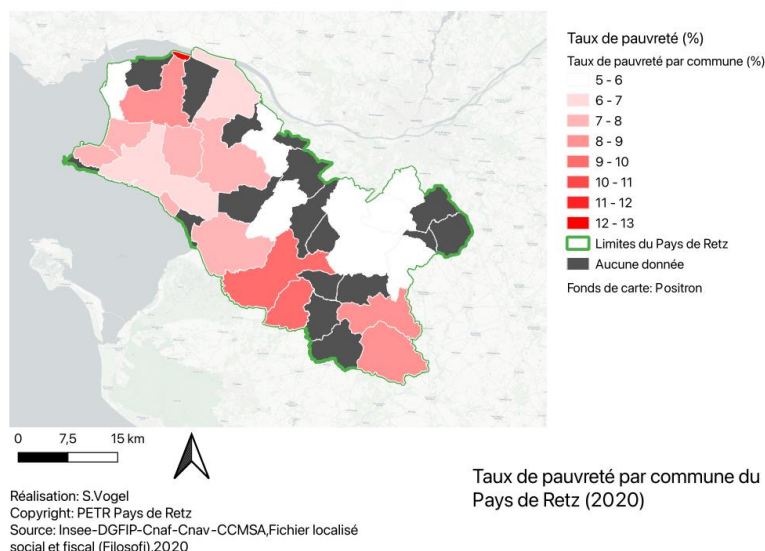 Taux de pauvreté (%)
Taux de pauvreté par commune (%)
5 - 6
6 - 7
7 - 8
8 - 9
9 - 10
10 - 11
11 - 12
12 - 13
Limites du Pays de Retz
Aucune donnée
Fonds de carte: Positron
0 7,5 15 km
Taux de pauvreté par commune du
Pays de Retz (2020)
Réalisation: S.Vogel
Copyright: PETR Pays de Retz
Source: Insee-DGFIP-Cnaf-Cnav-CCMSA,Fichier localisé
social et fiscal (Filosofi),2020